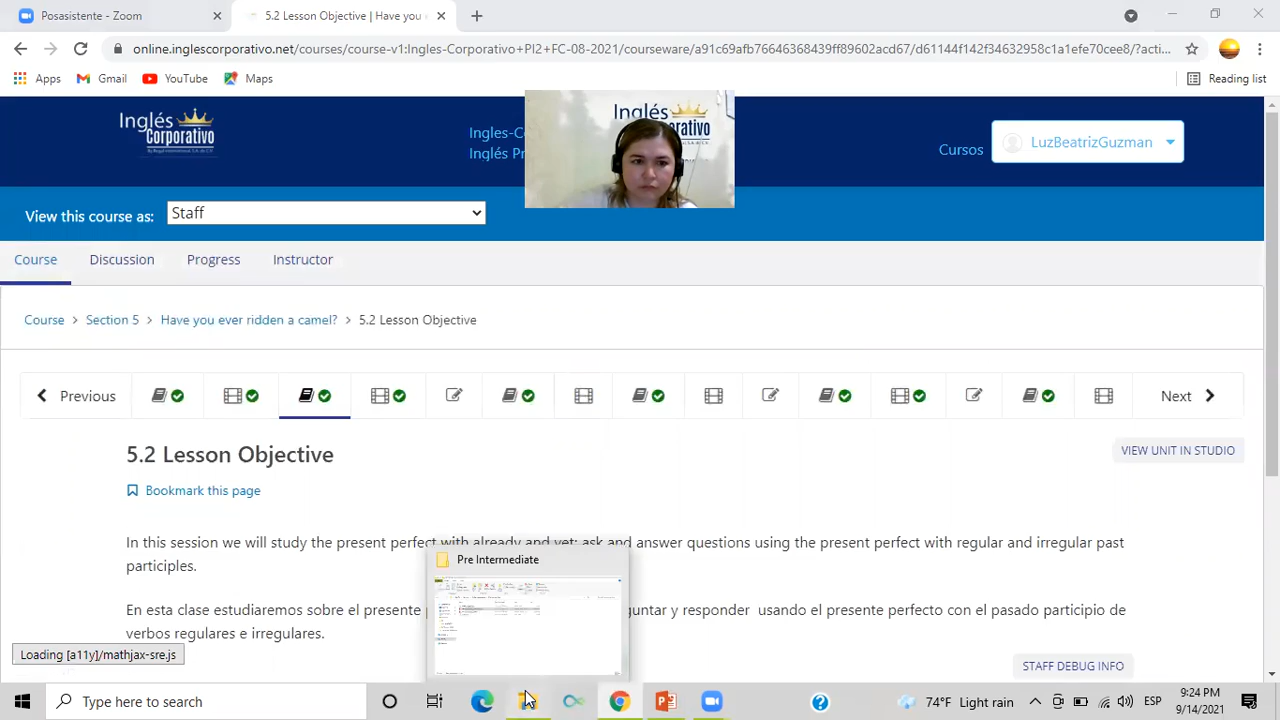 Posasistente - Zoom
5.2 Lesson Objective | Have you
online.inglescorporativo.net/courses/course-v1:Ingles-Corporativo+PI2+FC-08-2021/courseware/a91c69afb76646368439ff89602acd67/d61144f142f34632958c1a1efe70cee8/?acti...
Apps
Gmail
YouTube
Maps
Reading list
Inglés
Corporativo
Ingles-C
Inglés Pr
Inglés
orativo
Cursos
LuzBeatrizGuzman
View this course as:
Staff
Course
Discussion
Progress
Instructor
Course > Section 5 > Have you ever ridden a camel? > 5.2 Lesson Objective
Previous
Next
5.2 Lesson Objective
VIEW UNIT IN STUDIO
Bookmark this page
In this session we will study the present perfect with already and yet; ask and answer questions using the present perfect with regular and irregular past
participles.
Pre Intermediate
En esta clase estudiaremos sobre el presente p
guntar y responder usando el presente perfecto con el pasado participio de
verbos regulares e irregulares.
Loading [a11y]/mathjax-sre.js
STAFF DEBUG INFO
Type here to search
74°F Light rain
ESP
9:24 PM
9/14/2021